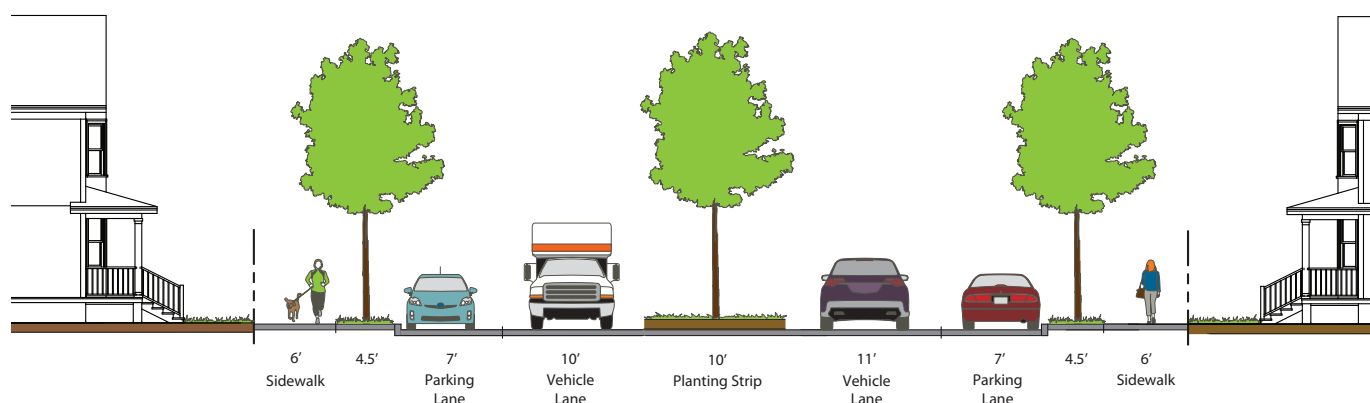 6’ 4.5’ 7’ 10’ 10’ 11’ 7’ 4.5’ 6’
Sidewalk Parking Vehicle Planting Strip Vehicle Parking Sidewalk
Lane Lane Lane Lane